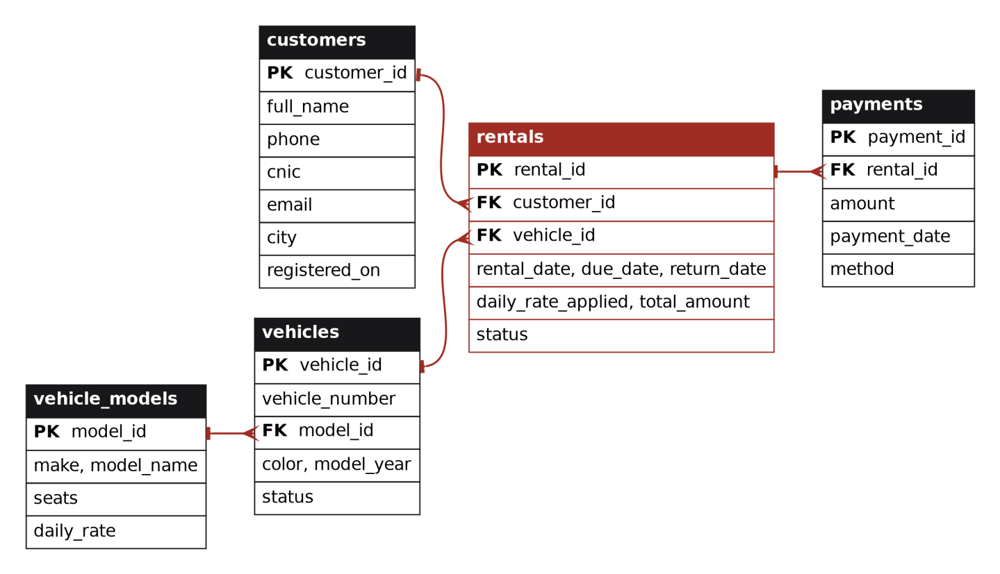 customers
PK customer_id
full_name
phone
cnic
email
city
registered_on
rentals
PK rental_id
FK customer_id
FK vehicle_id
rental_date, due_date, return_date
daily_rate_applied, total_amount
status
payments
PK payment_id
FK rental_id
amount
payment_date
method
vehicles
PK vehicle_id
vehicle_number
FK model_id
color, model_year
status
vehicle_models
PK model_id
make, model_name
seats
daily_rate